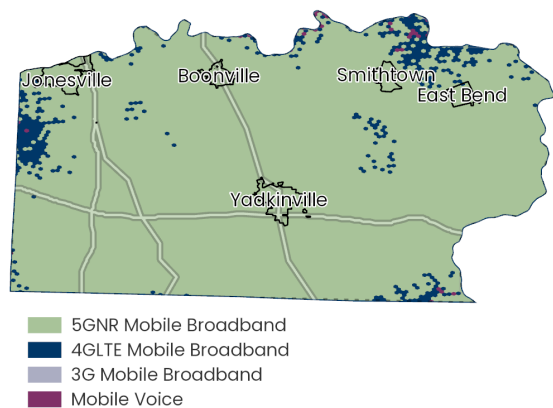 Jonesville
Boonville
Smithtown
East Bend
Yadkinville
5GNR Mobile Broadband
4GLTE Mobile Broadband
3G Mobile Broadband
Mobile Voice